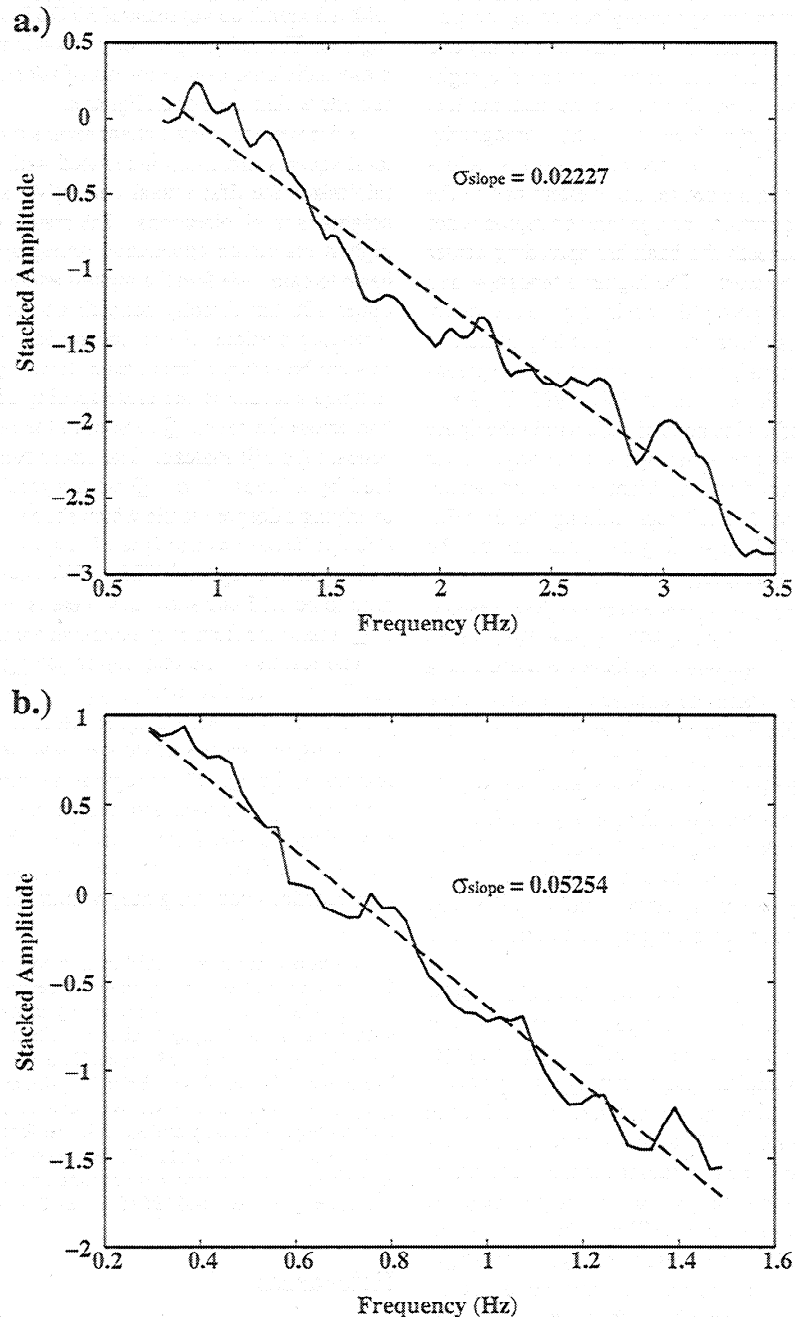 a.)
0.5
0
−0.5
−1
−1.5
−2
−2.5
−3
Stacked Amplitude
σslope = 0.02227
0.5 1 1.5 2 2.5 3 3.5
Frequency (Hz)
b.)
1
0.5
0
−0.5
−1
−1.5
−2
Stacked Amplitude
σslope = 0.05254
0.2 0.4 0.6 0.8 1 1.2 1.4 1.6
Frequency (Hz)